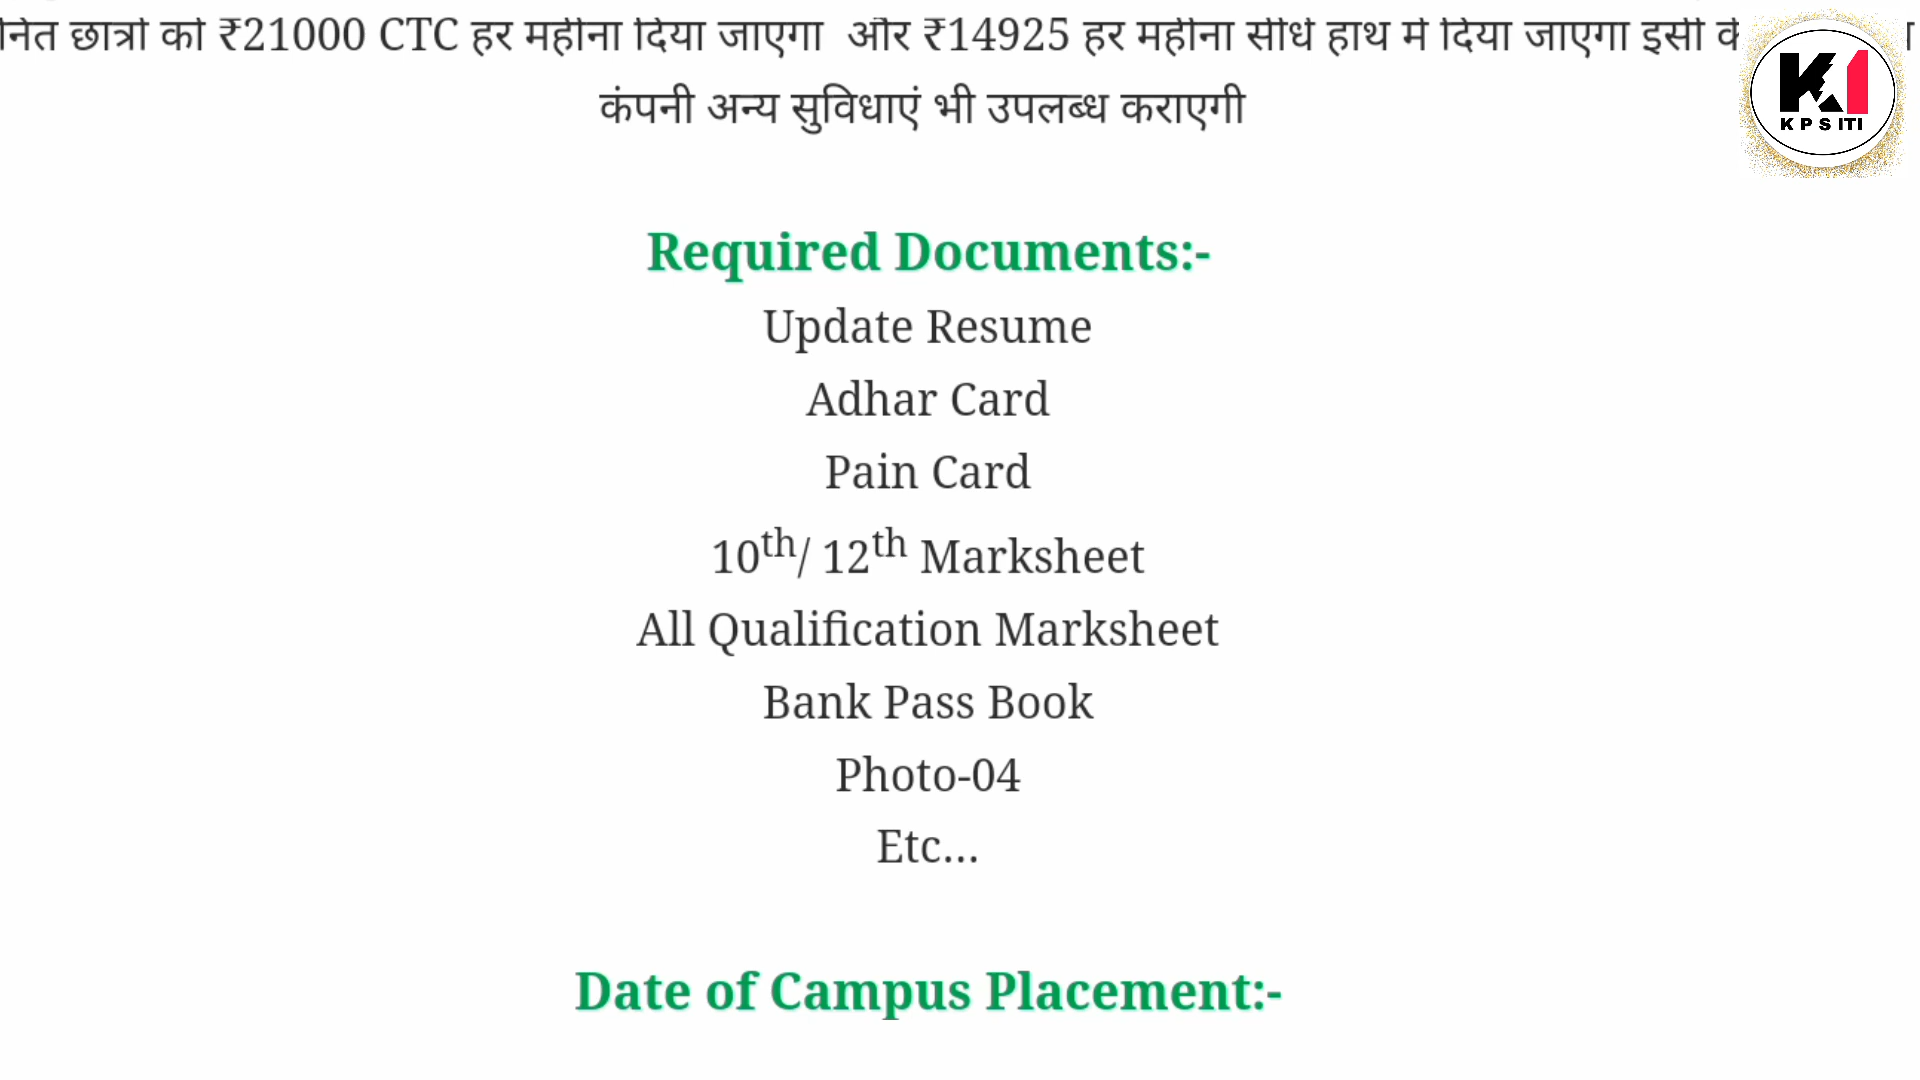 छात्रों को ₹21000 CTC हर महीना दिया जाएगा और ₹14925 हर महीना सीधे हाथ में दिया जाएगा इसी
कंपनी अन्य सुविधाएं भी उपलब्ध कराएगी
K1
K P S ITI
Required Documents:-
Update Resume
Adhar Card
Pain Card
10th/ 12th Marksheet
All Qualification Marksheet
Bank Pass Book
Photo-04
Etc...
Date of Campus Placement:-